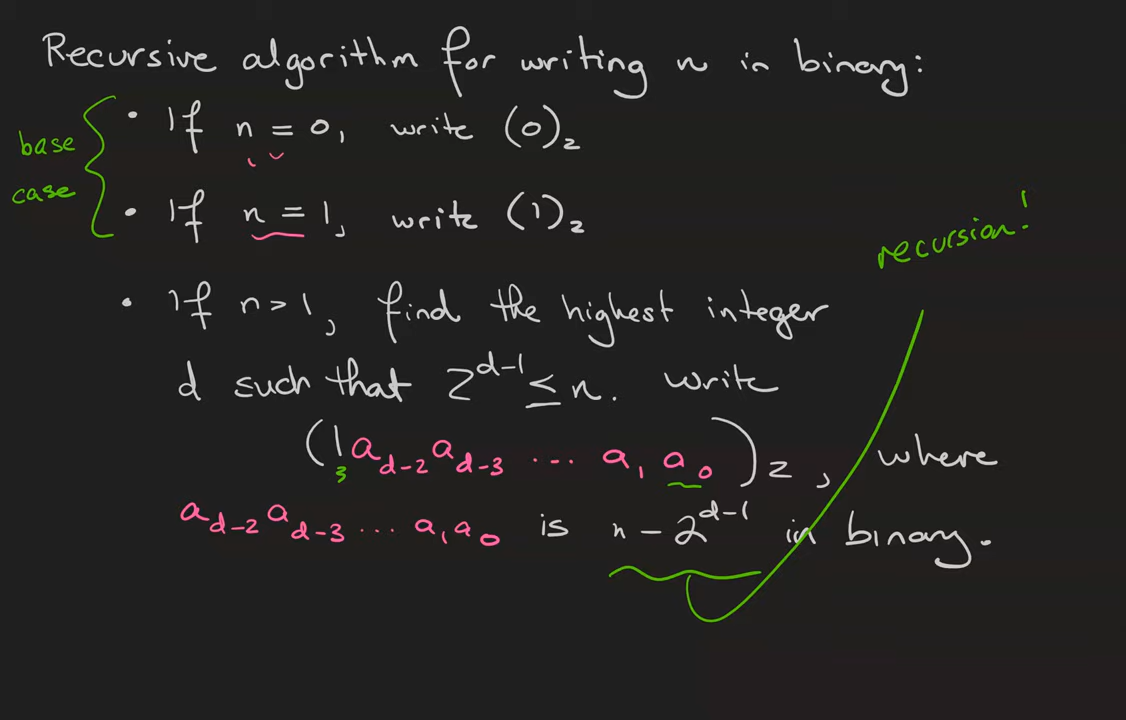 Recursive algorithm for writing n in binary:
base case
• If n = 0, write (0)₂
• If n = 1, write (1)₂
recursion!
• If n > 1, find the highest integer
d such that 2^{d-1} ≤ n. write
(1 a_{d-2} a_{d-3} ... a_1 a_0)_2, where
3
a_{d-2} a_{d-3} ... a_1 a_0 is n - 2^{d-1} in binary.